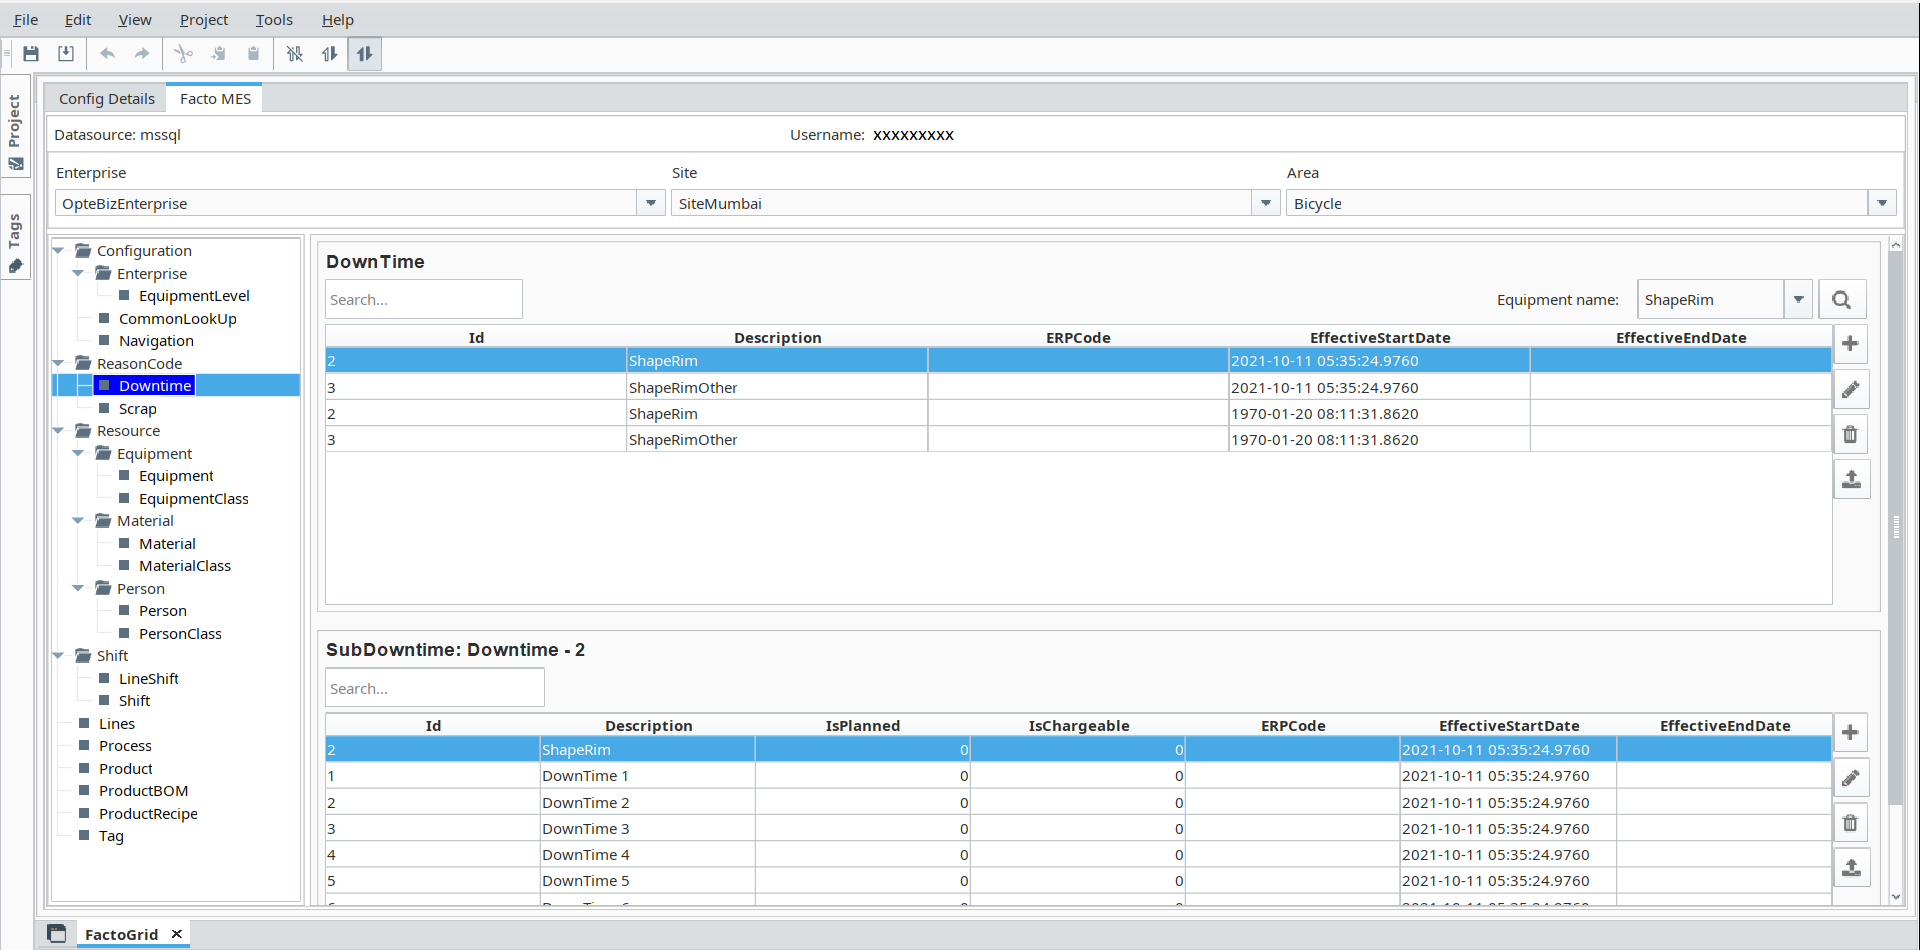 File Edit View Project Tools Help
Project
Tags
Config Details Facto MES
Datasource: mssql Username: xxxxxxxxx
Enterprise Site Area
OpteBizEnterprise SiteMumbai Bicycle
Configuration
Enterprise
EquipmentLevel
CommonLookUp
Navigation
ReasonCode
Downtime
Scrap
Resource
Equipment
Equipment
EquipmentClass
Material
Material
MaterialClass
Person
Person
PersonClass
Shift
LineShift
Shift
Lines
Process
Product
ProductBOM
ProductRecipe
Tag
DownTime
Search... Equipment name: ShapeRim
Id Description ERPCode EffectiveStartDate EffectiveEndDate
2 ShapeRim 2021-10-11 05:35:24.9760
3 ShapeRimOther 2021-10-11 05:35:24.9760
2 ShapeRim 1970-01-20 08:11:31.8620
3 ShapeRimOther 1970-01-20 08:11:31.8620
SubDowntime: Downtime - 2
Search...
Id Description IsPlanned IsChargeable ERPCode EffectiveStartDate EffectiveEndDate
2 ShapeRim 0 0 2021-10-11 05:35:24.9760
1 DownTime 1 0 0 2021-10-11 05:35:24.9760
2 DownTime 2 0 0 2021-10-11 05:35:24.9760
3 DownTime 3 0 0 2021-10-11 05:35:24.9760
4 DownTime 4 0 0 2021-10-11 05:35:24.9760
5 DownTime 5 0 0 2021-10-11 05:35:24.9760
FactoGrid